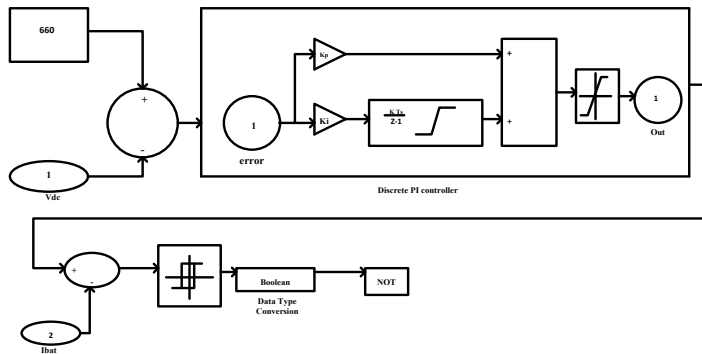 660
+
-
1
Vdc
1
error
Kp
Ki
K Ts
Z-1
+
+
1
Out
Discrete PI controller
+
-
2
Ibat
Boolean
Data Type
Conversion
NOT